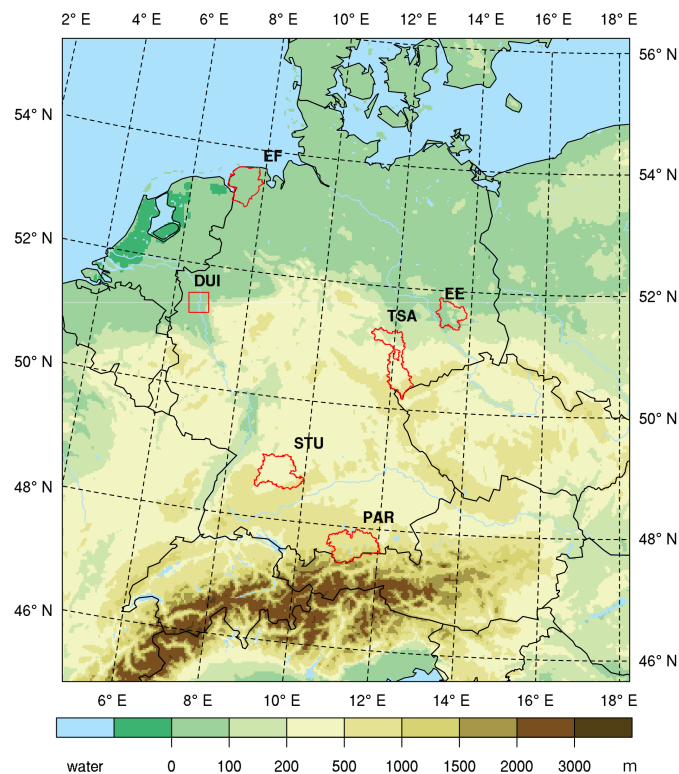 2° E 4° E 6° E 8° E 10° E 12° E 14° E 16° E 18° E
56° N
54° N
54° N
EF
52° N
DUI
EE
52° N
TSA
50° N
50° N
STU
48° N
PAR
48° N
46° N
46° N
6° E 8° E 10° E 12° E 14° E 16° E 18° E
water 0 100 200 500 1000 1500 2000 3000 m